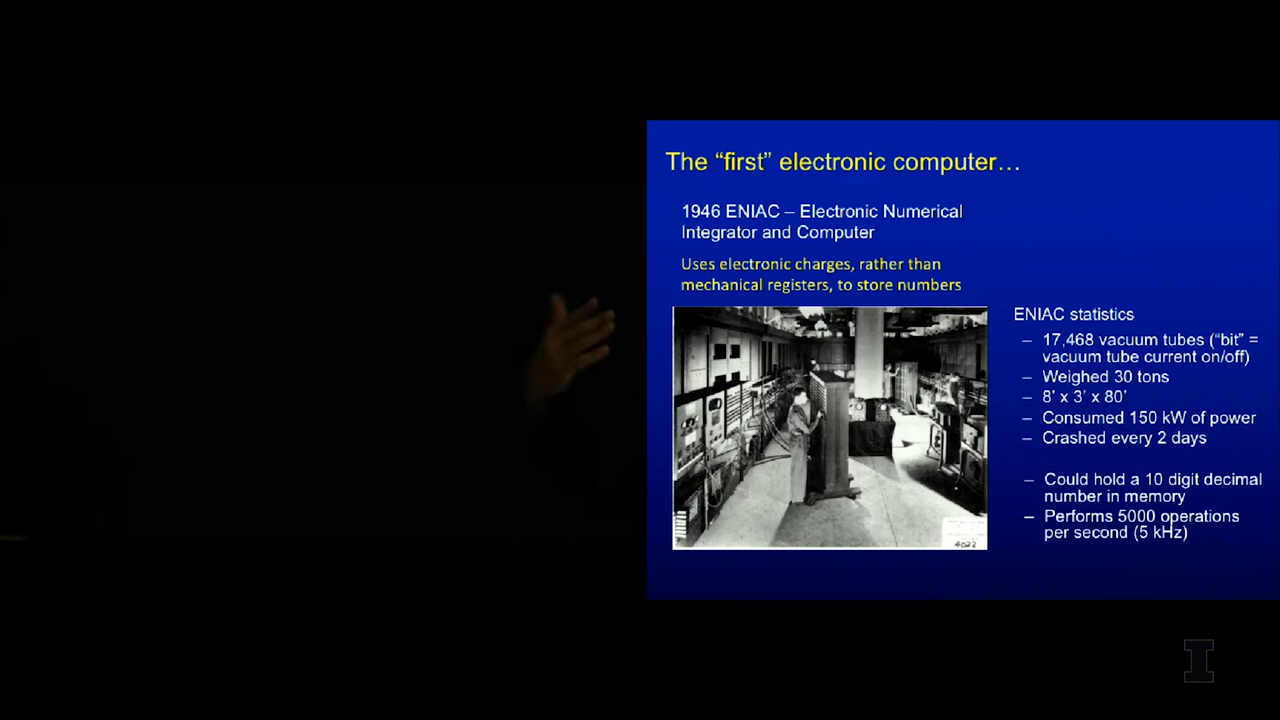 The “first” electronic computer…
1946 ENIAC – Electronic Numerical
Integrator and Computer
Uses electronic charges, rather than
mechanical registers, to store numbers
ENIAC statistics
– 17,468 vacuum tubes (“bit” =
vacuum tube current on/off)
– Weighed 30 tons
– 8’ x 3’ x 80’
– Consumed 150 kW of power
– Crashed every 2 days
– Could hold a 10 digit decimal
number in memory
– Performs 5000 operations
per second (5 kHz)
I